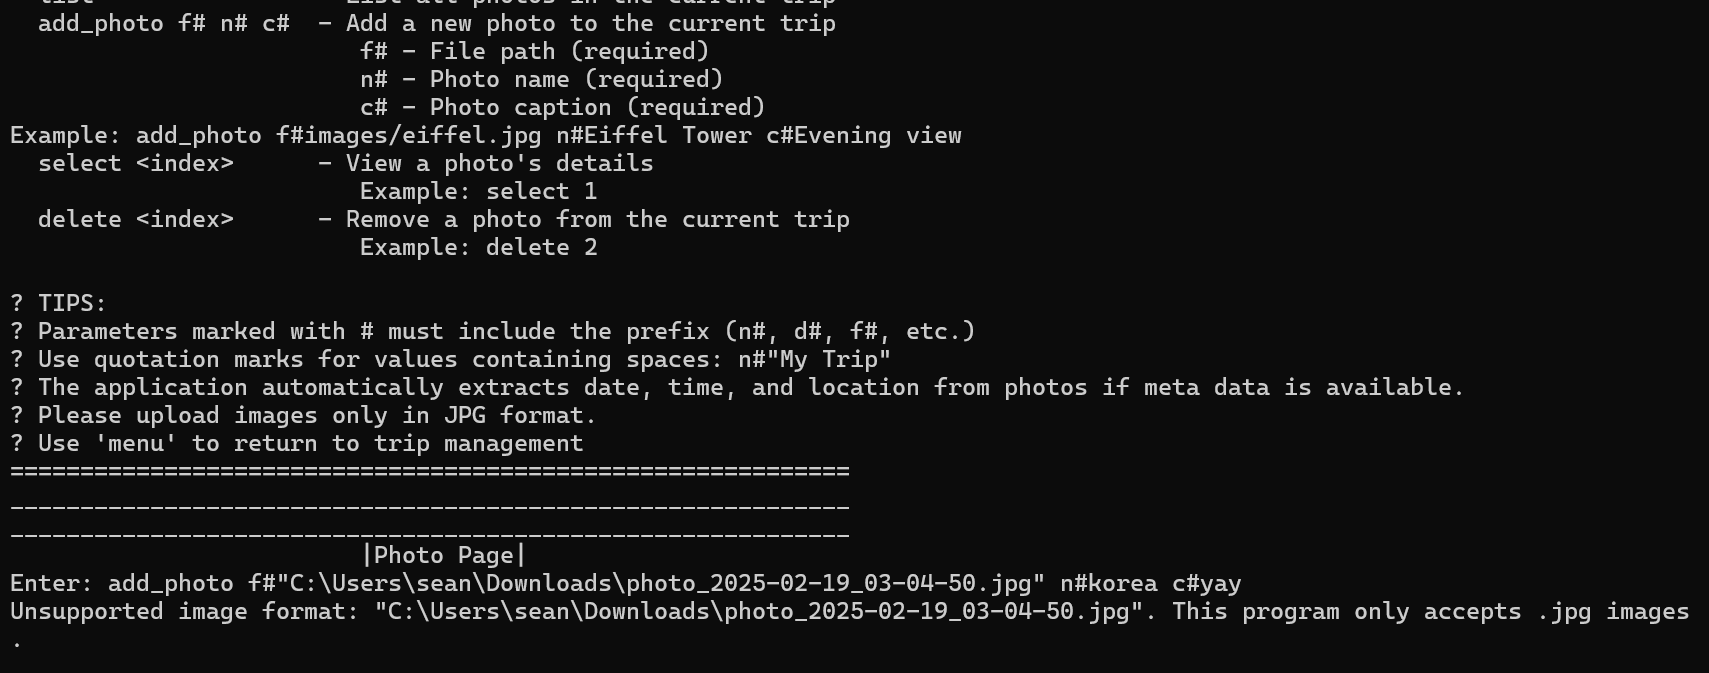 list                - List all photos in the current trip
  add_photo f# n# c#  - Add a new photo to the current trip
                         f# - File path (required)
                         n# - Photo name (required)
                         c# - Photo caption (required)
Example: add_photo f#images/eiffel.jpg n#Eiffel Tower c#Evening view
  select <index>      - View a photo's details
                         Example: select 1
  delete <index>      - Remove a photo from the current trip
                         Example: delete 2
? TIPS:
? Parameters marked with # must include the prefix (n#, d#, f#, etc.)
? Use quotation marks for values containing spaces: n#"My Trip"
? The application automatically extracts date, time, and location from photos if meta data is available.
? Please upload images only in JPG format.
? Use 'menu' to return to trip management
============================================================
____________________________________________________________
____________________________________________________________
                         |Photo Page|
Enter: add_photo f#"C:\Users\sean\Downloads\photo_2025-02-19_03-04-50.jpg" n#korea c#yay
Unsupported image format: "C:\Users\sean\Downloads\photo_2025-02-19_03-04-50.jpg". This program only accepts .jpg images
.